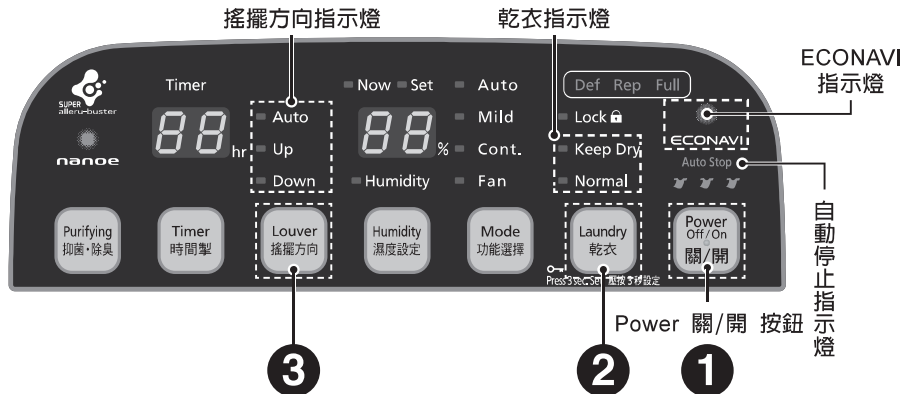 搖擺方向指示燈
乾衣指示燈
ECONAVI
指示燈
SUPER
alleru-buster
nanoe
Timer
88 hr
Auto
Up
Down
Now Set
88 %
Humidity
Auto
Mild
Cont.
Fan
Def Rep Full
Lock
Keep Dry
Normal
ECONAVI
Auto Stop
自動停止指示燈
Purifying
抑菌·除臭
Timer
時間掣
Louver
搖擺方向
Humidity
濕度設定
Mode
功能選擇
Laundry
乾衣
Power
Off/On
關/開
Press 3 sec. Set 壓按3秒設定
Power 關/開 按鈕
3
2
1